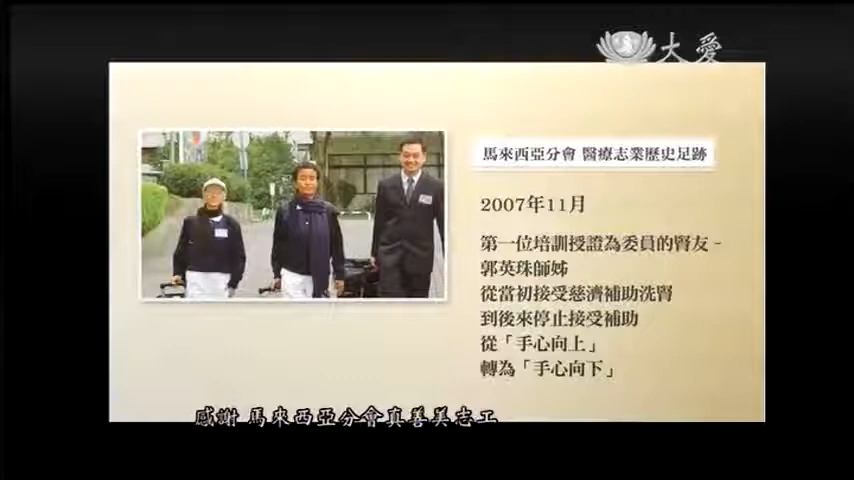 大愛
馬來西亞分會 醫療志業歷史足跡
2007年11月
第一位培訓授證為委員的腎友-
郭英珠師姊
從當初接受慈濟補助洗腎
到後來停止接受補助
從「手心向上」
轉為「手心向下」
感謝 馬來西亞分會真善美志工